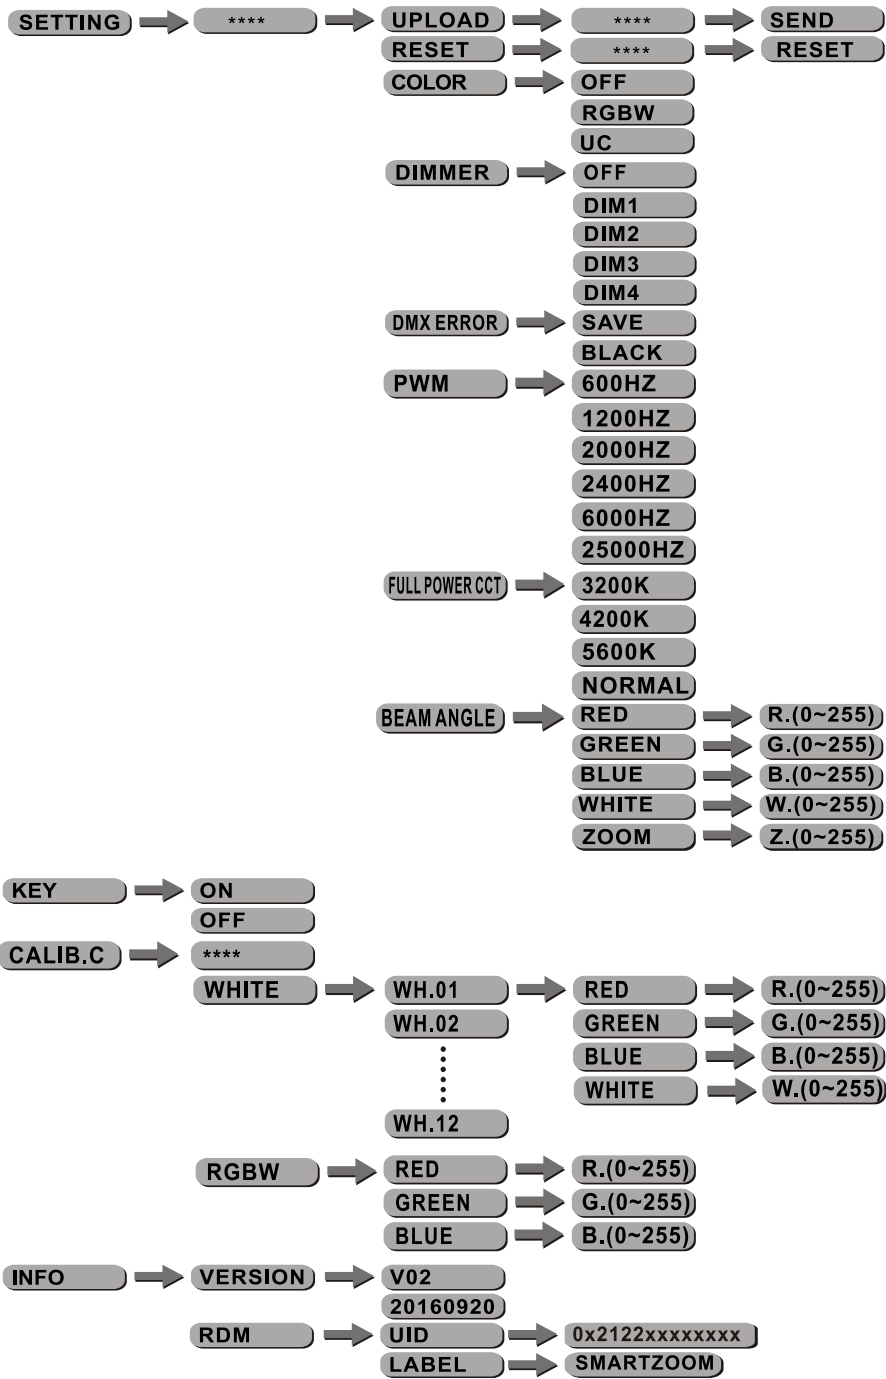 SETTING **** UPLOAD **** SEND
RESET **** RESET
COLOR OFF
RGBW
UC
DIMMER OFF
DIM1
DIM2
DIM3
DIM4
DMX ERROR SAVE
BLACK
PWM 600HZ
1200HZ
2000HZ
2400HZ
6000HZ
25000HZ
FULL POWER CCT 3200K
4200K
5600K
NORMAL
BEAM ANGLE RED R.(0~255)
GREEN G.(0~255)
BLUE B.(0~255)
WHITE W.(0~255)
ZOOM Z.(0~255)
KEY ON
OFF
CALIB.C ****
WHITE WH.01 RED R.(0~255)
WH.02 GREEN G.(0~255)
BLUE B.(0~255)
WHITE W.(0~255)
WH.12
RGBW RED R.(0~255)
GREEN G.(0~255)
BLUE B.(0~255)
INFO VERSION V02
20160920
RDM UID 0x2122xxxxxxxx
LABEL SMARTZOOM